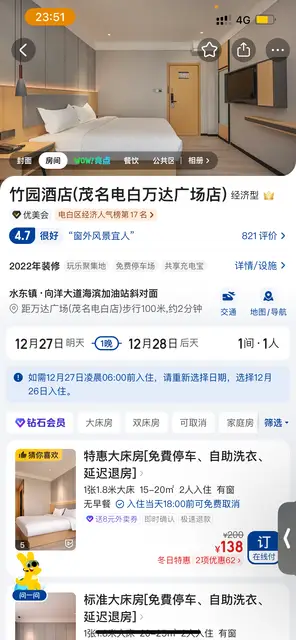 23:51
4G
封面
房间
WOW!亮点
餐饮
公共区
相册 >
竹园酒店(茂名电白万达广场店) 经济型
优美会
电白区经济人气榜第17名 >
4.7 很好 “窗外风景宜人”
821评价 >
2022年装修 玩乐聚集地 免费停车场 共享充电宝
详情/设施 >
水东镇 · 向洋大道海滨加油站斜对面
距万达广场(茂名电白店)步行100米,约2分钟
交通
地图/导航
12月27日 明天 1晚 12月28日 后天
1间 · 1人
如需12月27日凌晨06:00前入住，请重新选择日期，选择12月26日入住。
钻石会员
大床房
双床房
可取消
家庭房
筛选
猜你喜欢
5
特惠大床房[免费停车、自助洗衣、
延迟退房] >
1张1.8米大床 15-20㎡ 2人入住 有窗
无早餐 入住当天18:00前可免费取消
送8元外卖券 即时确认 极速退款
¥200
¥138
冬日特惠 2项优惠62 >
订
在线付
问一问
标准大床房[免费停车、自助洗衣、
延迟退房] >
1张1.8米大床 20-25㎡ 2人入住 有窗